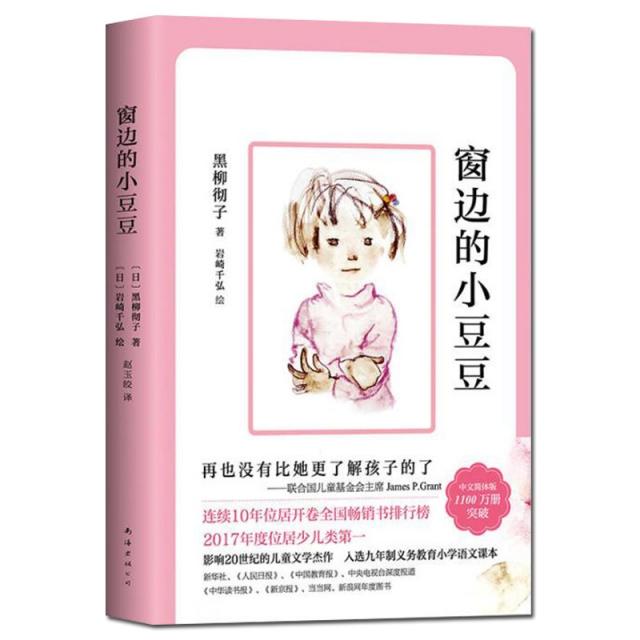 窗边的小豆豆
〔日〕黑柳彻子 著
〔日〕岩崎千弘 绘
赵玉皎 译
南海出版公司
窗边的小豆豆
黑柳彻子 著
岩崎千弘 绘
再也没有比她更了解孩子的了
——联合国儿童基金会主席 James P.Grant
连续10年位居开卷全国畅销书排行榜
2017年度位居少儿类第一
影响20世纪的儿童文学杰作 入选九年制义务教育小学语文课本
新华社、《人民日报》、《中国教育报》、中央电视台深度报道
《中华读书报》、《新京报》、当当网、新浪网年度图书
中文简体版
1100万册
突破